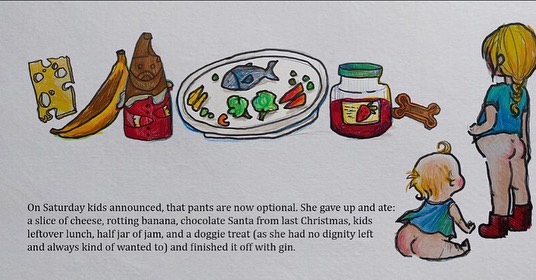 On Saturday kids announced, that pants are now optional. She gave up and ate:
a slice of cheese, rotting banana, chocolate Santa from last Christmas, kids
leftover lunch, half jar of jam, and a doggie treat (as she had no dignity left
and always kind of wanted to) and finished it off with gin.